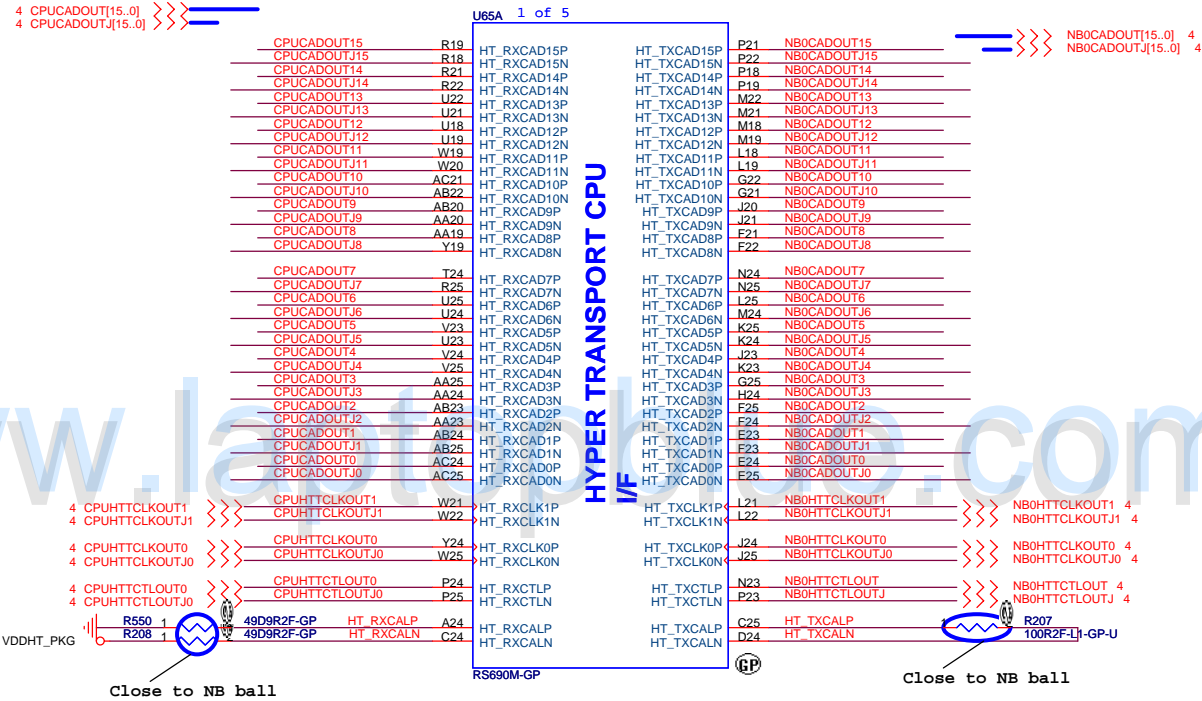 4 CPUCADOUT[15..0]
4 CPUCADOUTJ[15..0]
U65A 1 of 5
NB0CADOUT[15..0] 4
NB0CADOUTJ[15..0] 4
CPUCADOUT15 R19 HT_RXCAD15P HT_TXCAD15P P21 NB0CADOUT15
CPUCADOUTJ15 R18 HT_RXCAD15N HT_TXCAD15N P22 NB0CADOUTJ15
CPUCADOUT14 R21 HT_RXCAD14P HT_TXCAD14P P18 NB0CADOUT14
CPUCADOUTJ14 R22 HT_RXCAD14N HT_TXCAD14N P19 NB0CADOUTJ14
CPUCADOUT13 U22 HT_RXCAD13P HT_TXCAD13P M22 NB0CADOUT13
CPUCADOUTJ13 U21 HT_RXCAD13N HT_TXCAD13N M21 NB0CADOUTJ13
CPUCADOUT12 U18 HT_RXCAD12P HT_TXCAD12P M18 NB0CADOUT12
CPUCADOUTJ12 U19 HT_RXCAD12N HT_TXCAD12N M19 NB0CADOUTJ12
CPUCADOUT11 W19 HT_RXCAD11P HT_TXCAD11P L18 NB0CADOUT11
CPUCADOUTJ11 W20 HT_RXCAD11N HT_TXCAD11N L19 NB0CADOUTJ11
CPUCADOUT10 AC21 HT_RXCAD10P HT_TXCAD10P G22 NB0CADOUT10
CPUCADOUTJ10 AB22 HT_RXCAD10N HT_TXCAD10N G21 NB0CADOUTJ10
CPUCADOUT9 AB20 HT_RXCAD9P HT_TXCAD9P J20 NB0CADOUT9
CPUCADOUTJ9 AA20 HT_RXCAD9N HT_TXCAD9N J21 NB0CADOUTJ9
CPUCADOUT8 AA19 HT_RXCAD8P HT_TXCAD8P F21 NB0CADOUT8
CPUCADOUTJ8 Y19 HT_RXCAD8N HT_TXCAD8N F22 NB0CADOUTJ8
HYPER TRANSPORT CPU
I/F
CPUCADOUT7 T24 HT_RXCAD7P HT_TXCAD7P N24 NB0CADOUT7
CPUCADOUTJ7 R25 HT_RXCAD7N HT_TXCAD7N N25 NB0CADOUTJ7
CPUCADOUT6 U25 HT_RXCAD6P HT_TXCAD6P L25 NB0CADOUT6
CPUCADOUTJ6 U24 HT_RXCAD6N HT_TXCAD6N M24 NB0CADOUTJ6
CPUCADOUT5 V23 HT_RXCAD5P HT_TXCAD5P K25 NB0CADOUT5
CPUCADOUTJ5 U23 HT_RXCAD5N HT_TXCAD5N K24 NB0CADOUTJ5
CPUCADOUT4 V24 HT_RXCAD4P HT_TXCAD4P J23 NB0CADOUT4
CPUCADOUTJ4 V25 HT_RXCAD4N HT_TXCAD4N K23 NB0CADOUTJ4
CPUCADOUT3 AA25 HT_RXCAD3P HT_TXCAD3P G25 NB0CADOUT3
CPUCADOUTJ3 AA24 HT_RXCAD3N HT_TXCAD3N H24 NB0CADOUTJ3
CPUCADOUT2 AB23 HT_RXCAD2P HT_TXCAD2P F25 NB0CADOUT2
CPUCADOUTJ2 AA23 HT_RXCAD2N HT_TXCAD2N F24 NB0CADOUTJ2
CPUCADOUT1 AB24 HT_RXCAD1P HT_TXCAD1P E23 NB0CADOUT1
CPUCADOUTJ1 AB25 HT_RXCAD1N HT_TXCAD1N F23 NB0CADOUTJ1
CPUCADOUT0 AC24 HT_RXCAD0P HT_TXCAD0P E24 NB0CADOUT0
CPUCADOUTJ0 AC25 HT_RXCAD0N HT_TXCAD0N E25 NB0CADOUTJ0
w.laptopblue.com
4 CPUHTTCLKOUT1 CPUHTTCLKOUT1 W21 HT_RXCLK1P HT_TXCLK1P L21 NB0HTTCLKOUT1 NB0HTTCLKOUT1 4
4 CPUHTTCLKOUTJ1 CPUHTTCLKOUTJ1 W22 HT_RXCLK1N HT_TXCLK1N L22 NB0HTTCLKOUTJ1 NB0HTTCLKOUTJ1 4
4 CPUHTTCLKOUT0 CPUHTTCLKOUT0 Y24 HT_RXCLK0P HT_TXCLK0P J24 NB0HTTCLKOUT0 NB0HTTCLKOUT0 4
4 CPUHTTCLKOUTJ0 CPUHTTCLKOUTJ0 W25 HT_RXCLK0N HT_TXCLK0N J25 NB0HTTCLKOUTJ0 NB0HTTCLKOUTJ0 4
4 CPUHTTCTLOUT0 CPUHTTCTLOUT0 P24 HT_RXCTLP HT_TXCTLP N23 NB0HTTCTLOUT NB0HTTCTLOUT 4
4 CPUHTTCTLOUTJ0 CPUHTTCTLOUTJ0 P25 HT_RXCTLN HT_TXCTLN P23 NB0HTTCTLOUTJ NB0HTTCTLOUTJ 4
R550 1 49D9R2F-GP HT_RXCALP A24 HT_RXCALP HT_TXCALP C25 HT_TXCALP 1 R207
VDDHT_PKG R208 1 49D9R2F-GP HT_RXCALN C24 HT_RXCALN HT_TXCALN D24 HT_TXCALN 100R2F-L1-GP-U
RS690M-GP GP
Close to NB ball
Close to NB ball